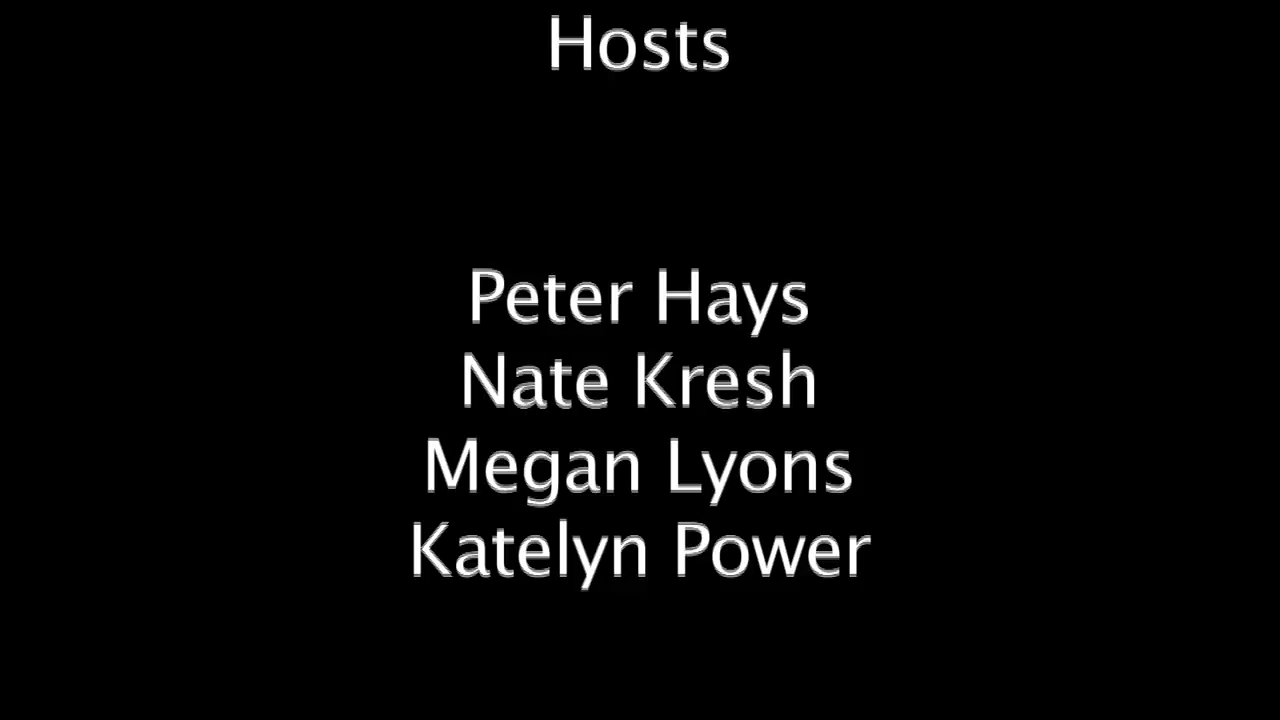 Hosts
Peter Hays
Nate Kresh
Megan Lyons
Katelyn Power